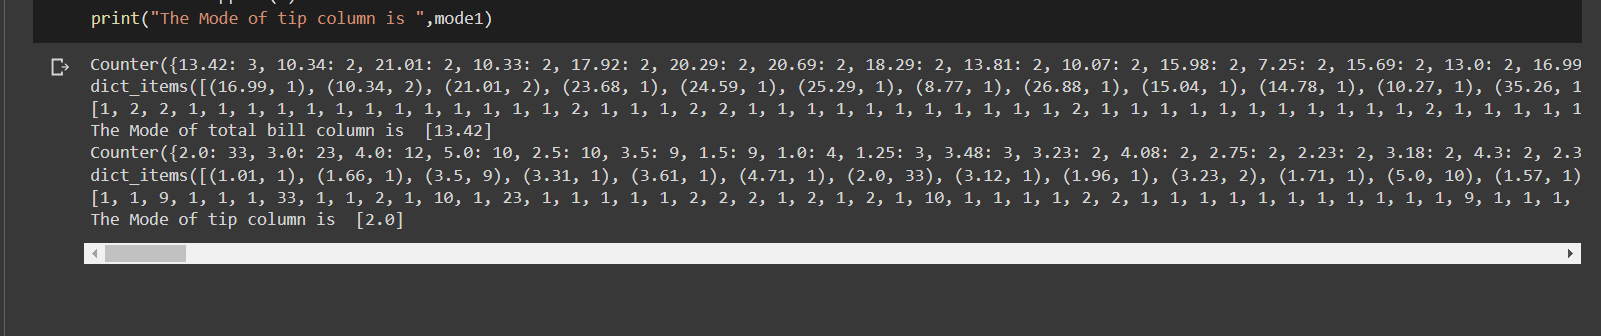 print("The Mode of tip column is ",mode1)
Counter({13.42: 3, 10.34: 2, 21.01: 2, 10.33: 2, 17.92: 2, 20.29: 2, 20.69: 2, 18.29: 2, 13.81: 2, 10.07: 2, 15.98: 2, 7.25: 2, 15.69: 2, 13.0: 2, 16.99
dict_items([(16.99, 1), (10.34, 2), (21.01, 2), (23.68, 1), (24.59, 1), (25.29, 1), (8.77, 1), (26.88, 1), (15.04, 1), (14.78, 1), (10.27, 1), (35.26, 1
[1, 2, 2, 1, 1, 1, 1, 1, 1, 1, 1, 1, 1, 1, 1, 1, 2, 1, 1, 1, 2, 2, 1, 1, 1, 1, 1, 1, 1, 1, 1, 1, 1, 2, 1, 1, 1, 1, 1, 1, 1, 1, 1, 1, 1, 2, 1, 1, 1, 1, 1
The Mode of total bill column is  [13.42]
Counter({2.0: 33, 3.0: 23, 4.0: 12, 5.0: 10, 2.5: 10, 3.5: 9, 1.5: 9, 1.0: 4, 1.25: 3, 3.48: 3, 3.23: 2, 4.08: 2, 2.75: 2, 2.23: 2, 3.18: 2, 4.3: 2, 2.3
dict_items([(1.01, 1), (1.66, 1), (3.5, 9), (3.31, 1), (3.61, 1), (4.71, 1), (2.0, 33), (3.12, 1), (1.96, 1), (3.23, 2), (1.71, 1), (5.0, 10), (1.57, 1)
[1, 1, 9, 1, 1, 1, 33, 1, 1, 2, 1, 10, 1, 23, 1, 1, 1, 1, 1, 2, 2, 2, 1, 2, 1, 2, 1, 10, 1, 1, 1, 1, 2, 2, 1, 1, 1, 1, 1, 1, 1, 1, 1, 1, 1, 9, 1, 1, 1,
The Mode of tip column is  [2.0]